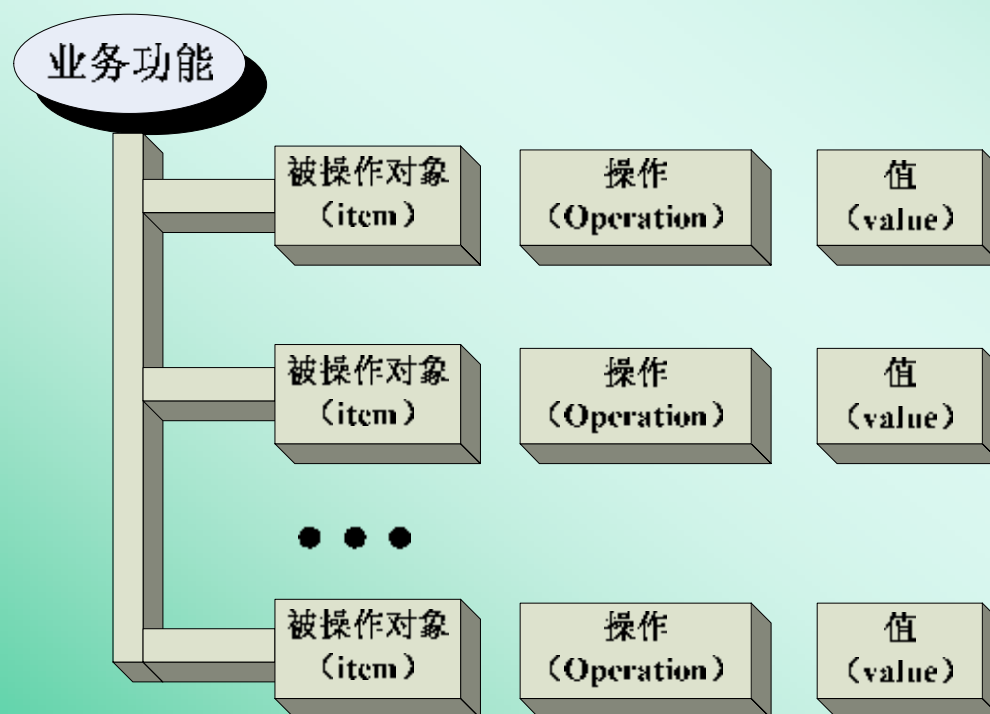 业务功能
被操作对象
（item）
操作
（Operation）
值
（value）
被操作对象
（item）
操作
（Operation）
值
（value）
•••
被操作对象
（item）
操作
（Operation）
值
（value）